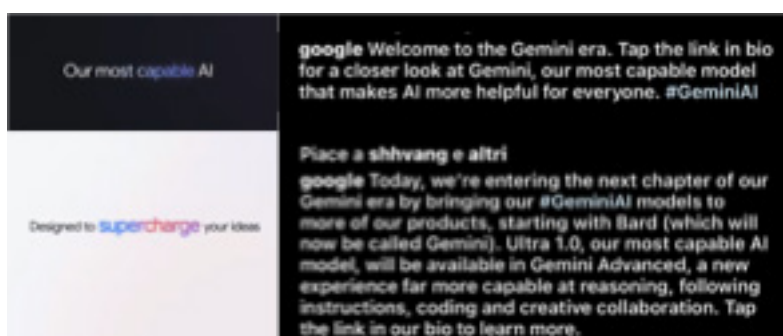 Our most capable AI
google Welcome to the Gemini era. Tap the link in bio
for a closer look at Gemini, our most capable model
that makes AI more helpful for everyone. #GeminiAI
Designed to supercharge your ideas
Piace a shhvang e altri
google Today, we're entering the next chapter of our
Gemini era by bringing our #GeminiAI models to
more of our products, starting with Bard (which will
now be called Gemini). Ultra 1.0, our most capable AI
model, will be available in Gemini Advanced, a new
experience far more capable at reasoning, following
instructions, coding and creative collaboration. Tap
the link in our bio to learn more.